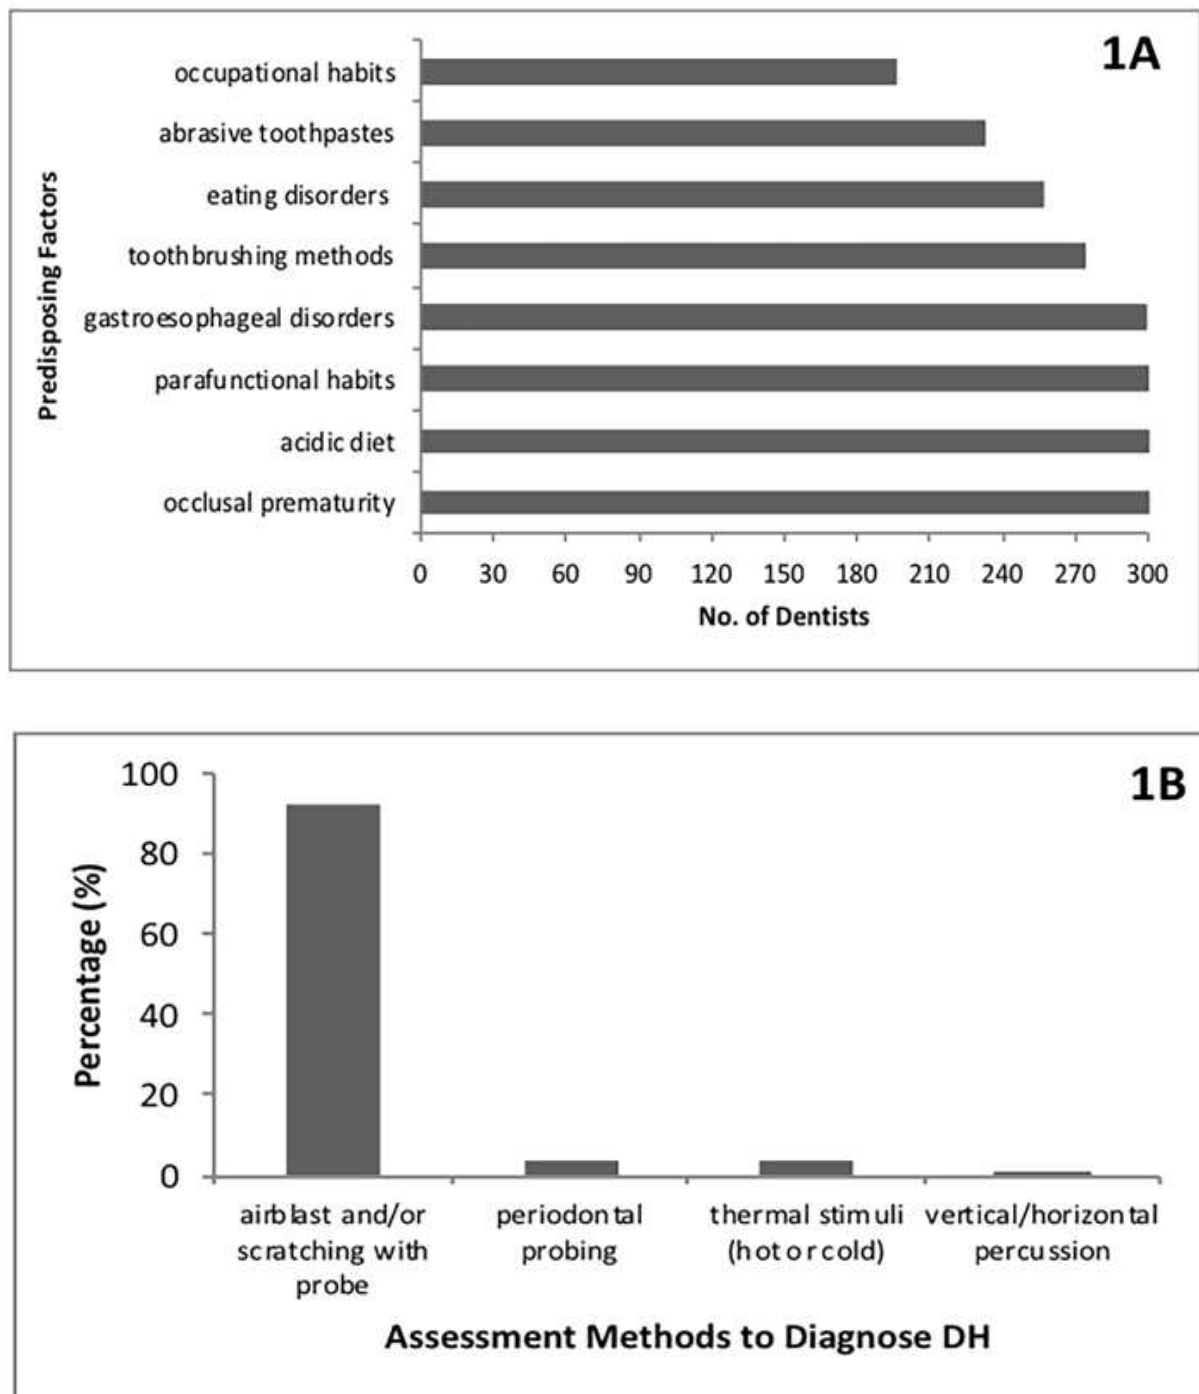 1A
Predisposing Factors
occupational habits
abrasive toothpastes
eating disorders
toothbrushing methods
gastroesophageal disorders
parafunctional habits
acidic diet
occlusal prematurity
0 30 60 90 120 150 180 210 240 270 300
No. of Dentists
1B
Percentage (%)
100
80
60
40
20
0
airblast and/or
scratching with
probe
periodontal
probing
thermal stimuli
(hot or cold)
vertical/horizontal
percussion
Assessment Methods to Diagnose DH